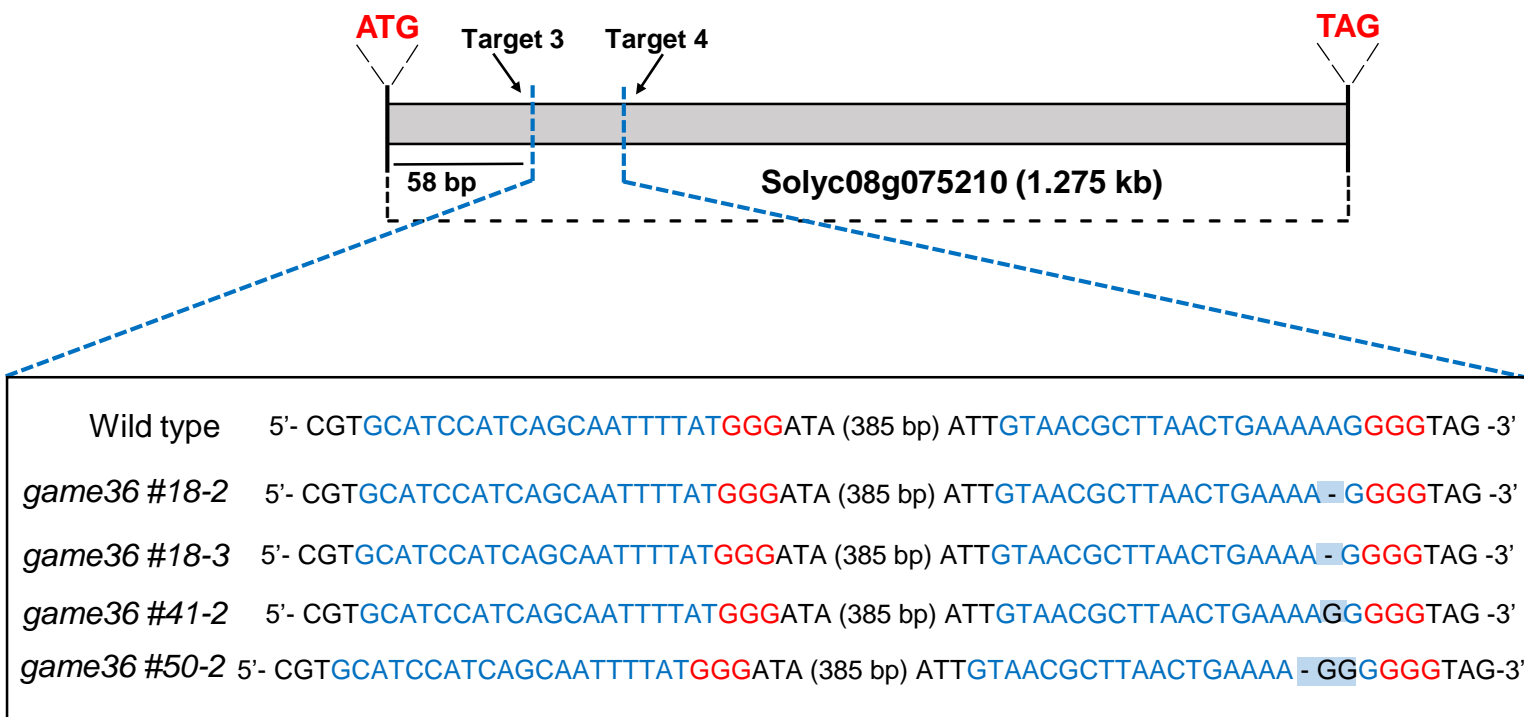 ATG
TAG
Target 3
Target 4
58 bp
Solyc08g075210 (1.275 kb)
Wild type 5’- CGTGCATCCATCAGCAATTTTATGGGATA (385 bp) ATTGTAACGCTTAACTGAAAAAGGGGTAG -3’
game36 #18-2 5’- CGTGCATCCATCAGCAATTTTATGGGATA (385 bp) ATTGTAACGCTTAACTGAAAA - GGGGTAG -3’
game36 #18-3 5’- CGTGCATCCATCAGCAATTTTATGGGATA (385 bp) ATTGTAACGCTTAACTGAAAA - GGGGTAG -3’
game36 #41-2 5’- CGTGCATCCATCAGCAATTTTATGGGATA (385 bp) ATTGTAACGCTTAACTGAAAAGGGGGTAG -3’
game36 #50-2 5’- CGTGCATCCATCAGCAATTTTATGGGATA (385 bp) ATTGTAACGCTTAACTGAAAA - GGGGGGTAG-3’